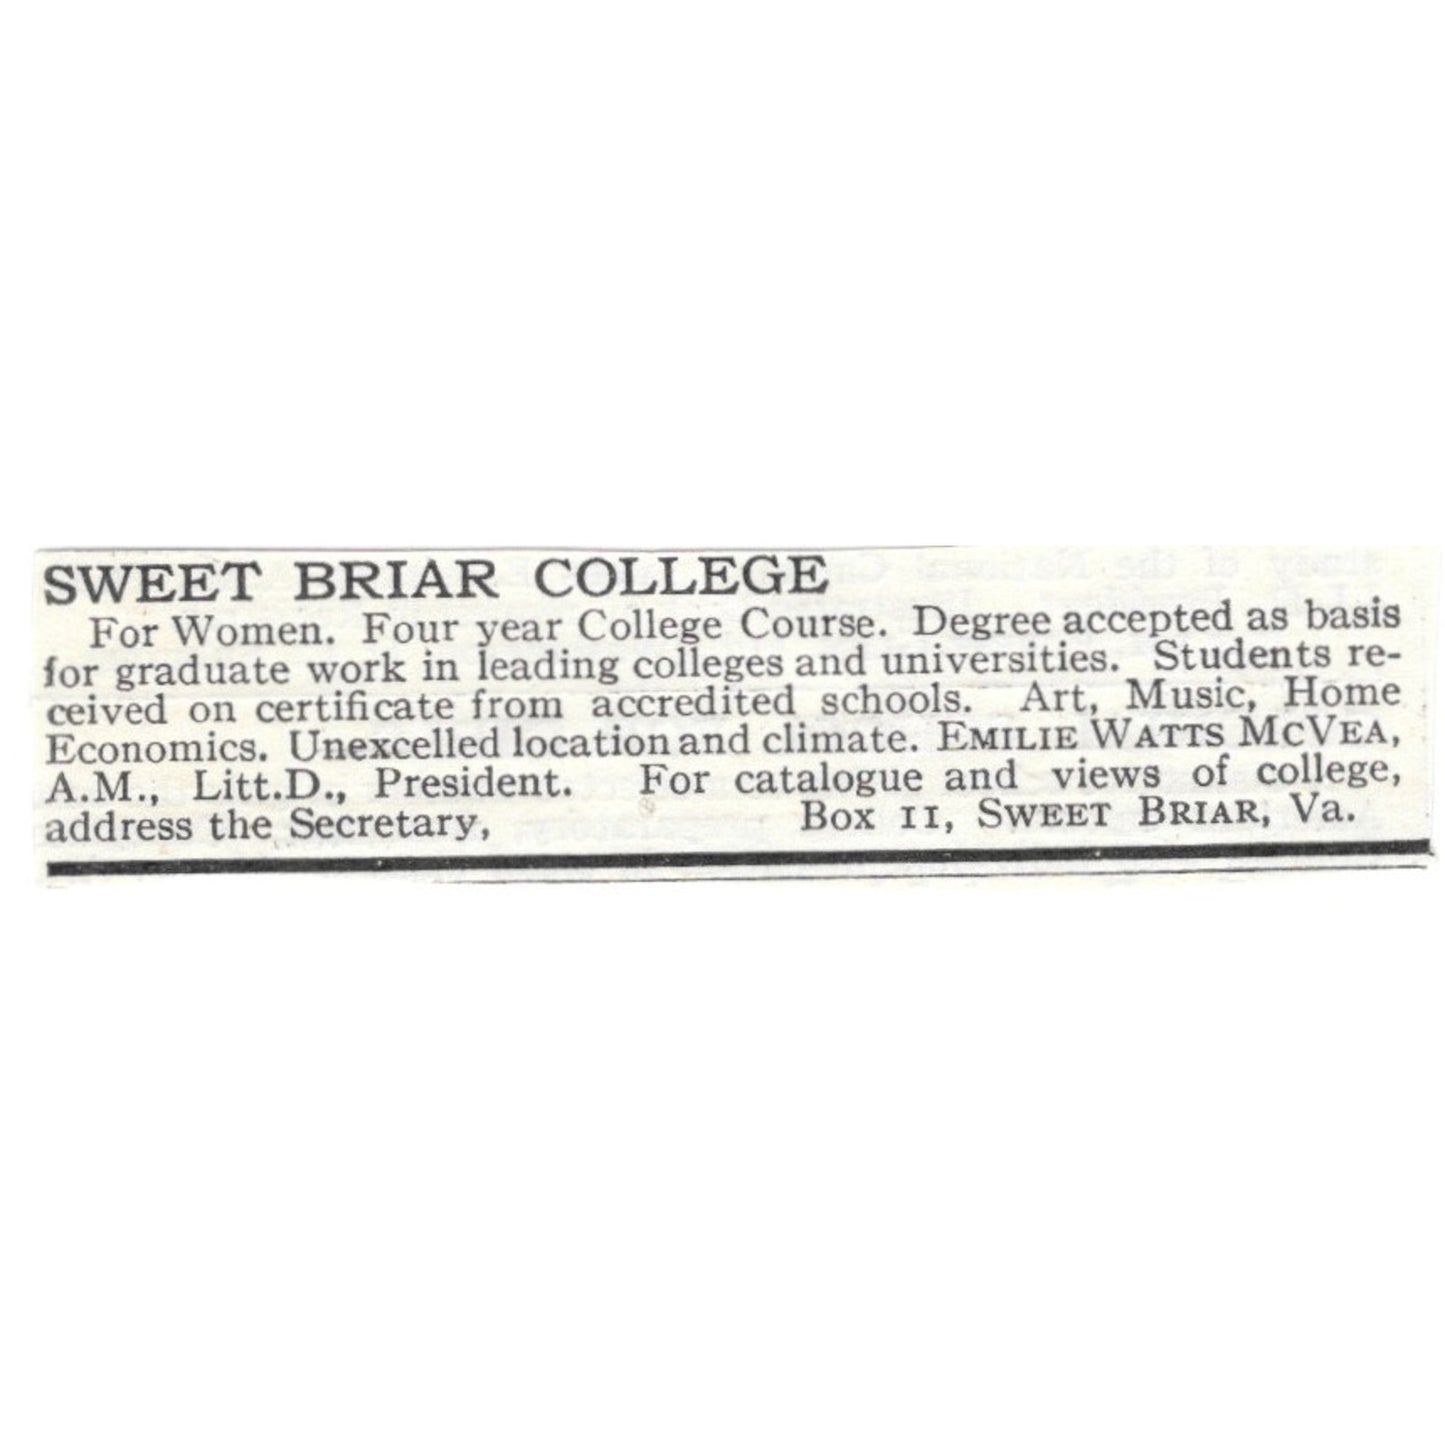 SWEET BRIAR COLLEGE
For Women. Four year College Course. Degree accepted as basis
for graduate work in leading colleges and universities. Students re-
ceived on certificate from accredited schools. Art, Music, Home
Economics. Unexcelled location and climate. EMILIE WATTS MCVEA,
A.M., Litt.D., President. For catalogue and views of college,
address the Secretary, Box 11, SWEET BRIAR, Va.